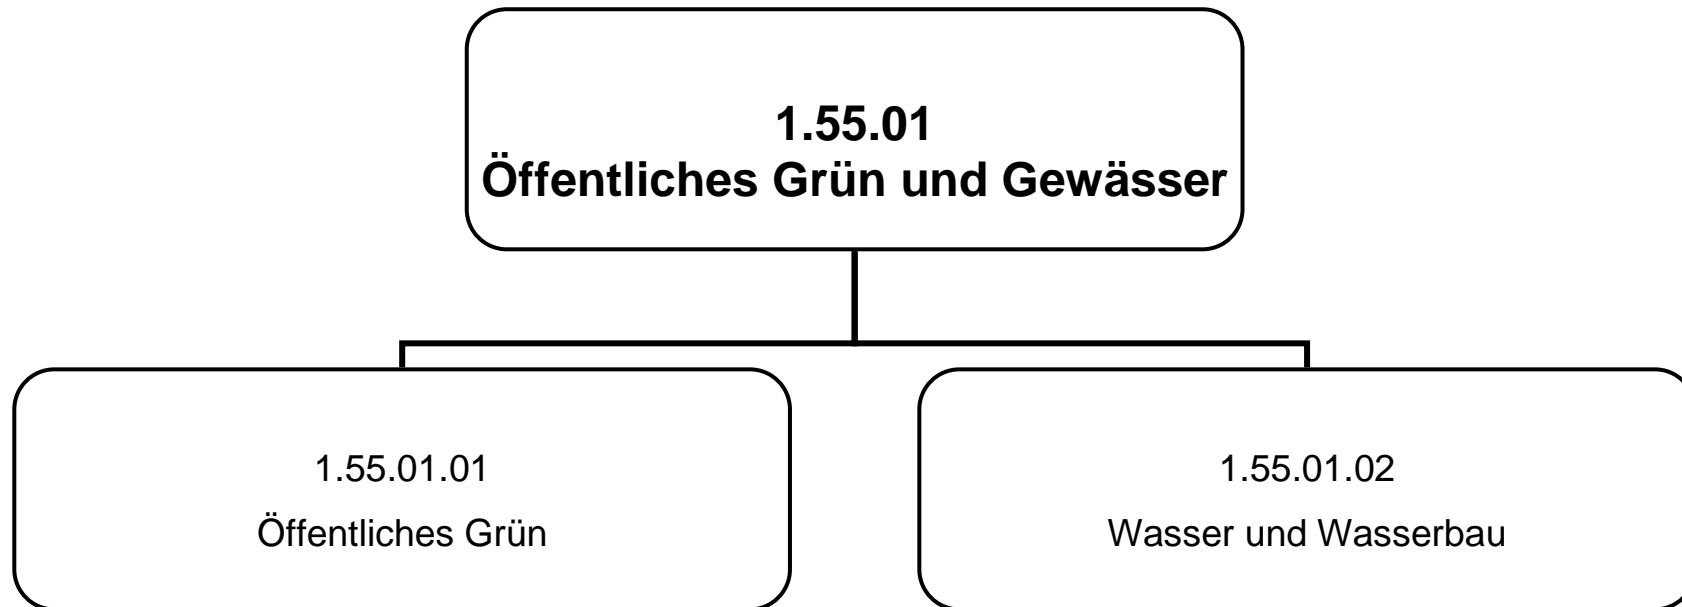 1.55.01
Öffentliches Grün und Gewässer
1.55.01.01
Öffentliches Grün
1.55.01.02
Wasser und Wasserbau